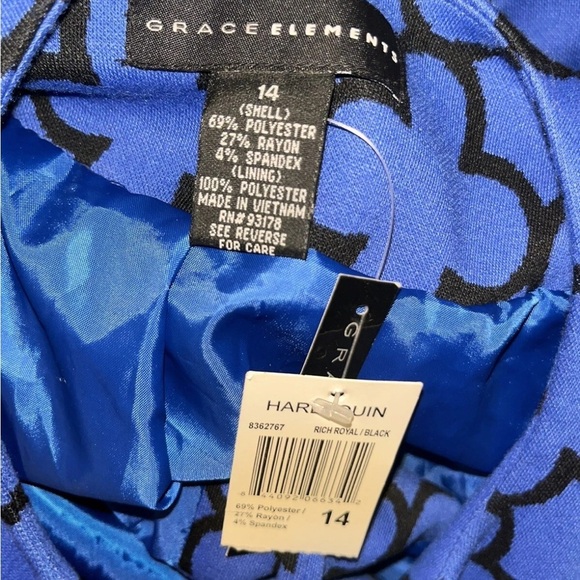 GRACE ELEMENTS
14
(SHELL)
69% POLYESTER
27% RAYON
4% SPANDEX
(LINING)
100% POLYESTER
MADE IN VIETNAM
RN# 93178
SEE REVERSE
FOR CARE
GRA
8362767 RICH ROYAL / BLACK
69% Polyester /
27% Rayon /
4% Spandex
14